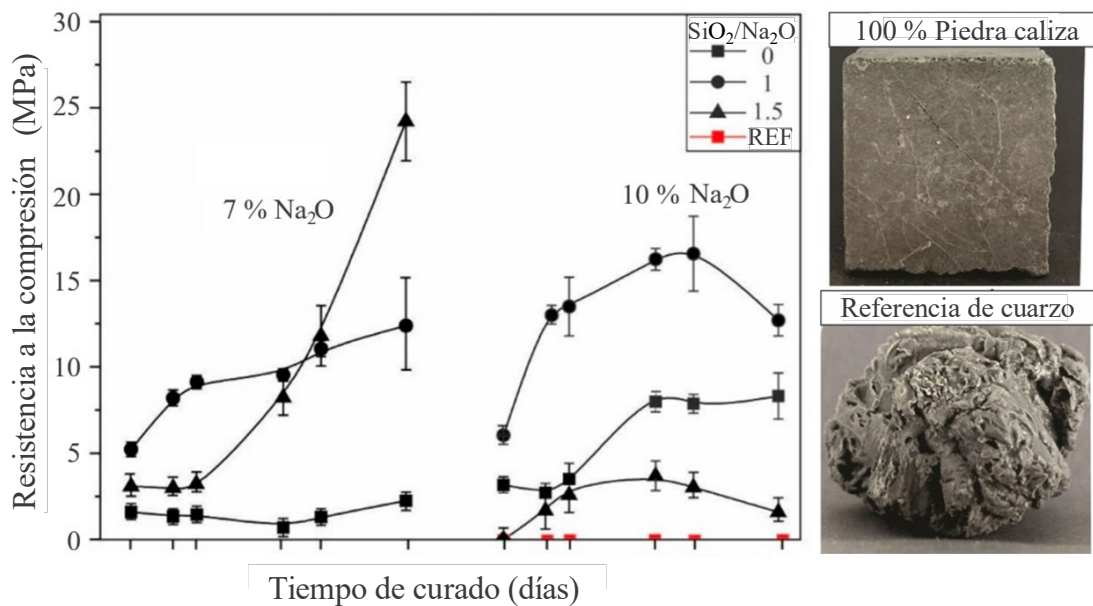 Resistencia a la compresión (MPa)
30
25
20
15
10
5
0
7 % Na₂O
10 % Na₂O
SiO₂/Na₂O
0
1
1.5
REF
Tiempo de curado (días)
100 % Piedra caliza
Referencia de cuarzo